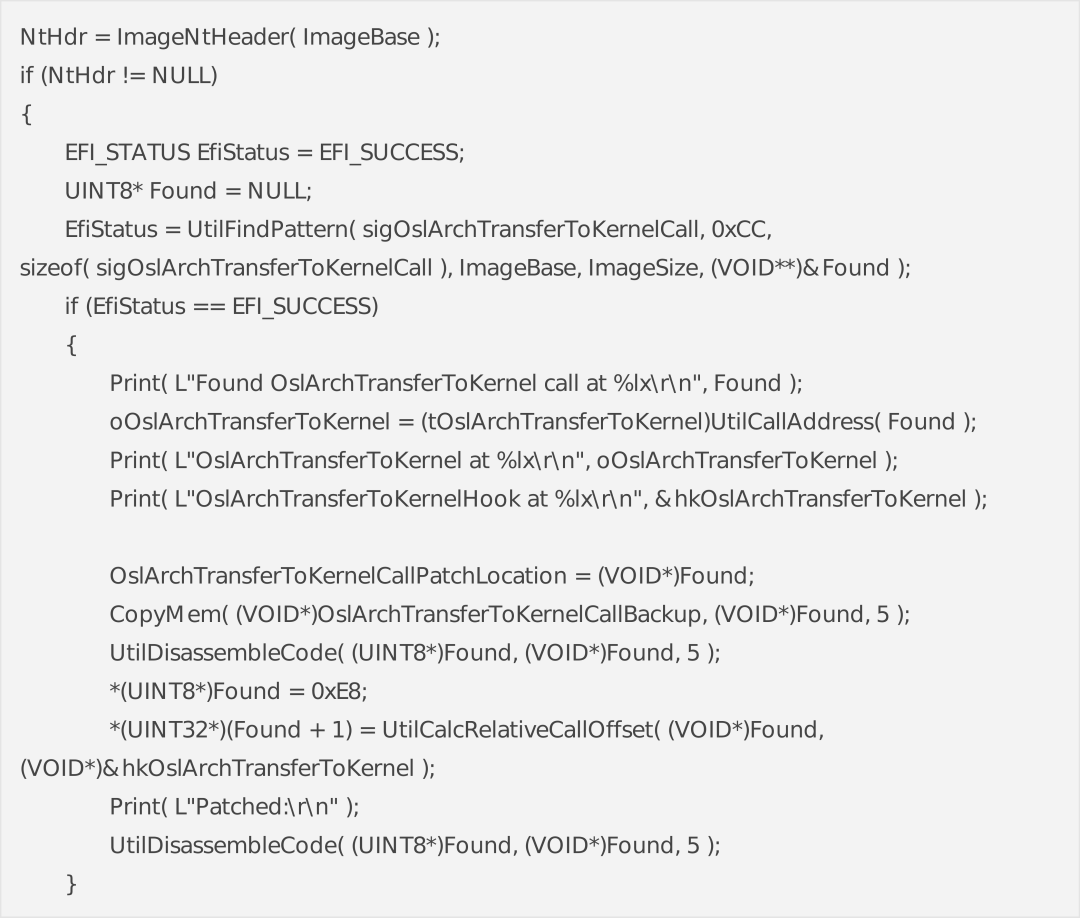 NtHdr = ImageNtHeader( ImageBase );
if (NtHdr != NULL)
{
EFI_STATUS EfiStatus = EFI_SUCCESS;
UINT8* Found = NULL;
EfiStatus = UtilFindPattern( sigOslArchTransferToKernelCall, 0xCC,
sizeof( sigOslArchTransferToKernelCall ), ImageBase, ImageSize, (VOID**)&Found );
if (EfiStatus == EFI_SUCCESS)
{
Print( L"Found OslArchTransferToKernel call at %lx\r\n", Found );
oOslArchTransferToKernel = (tOslArchTransferToKernel)UtilCallAddress( Found );
Print( L"OslArchTransferToKernel at %lx\r\n", oOslArchTransferToKernel );
Print( L"OslArchTransferToKernelHook at %lx\r\n", &hkOslArchTransferToKernel );
OslArchTransferToKernelCallPatchLocation = (VOID*)Found;
CopyMem( (VOID*)OslArchTransferToKernelCallBackup, (VOID*)Found, 5 );
UtilDisassembleCode( (UINT8*)Found, (VOID*)Found, 5 );
*(UINT8*)Found = 0xE8;
*(UINT32*)(Found + 1) = UtilCalcRelativeCallOffset( (VOID*)Found,
(VOID*)&hkOslArchTransferToKernel );
Print( L"Patched:\r\n" );
UtilDisassembleCode( (UINT8*)Found, (VOID*)Found, 5 );
}